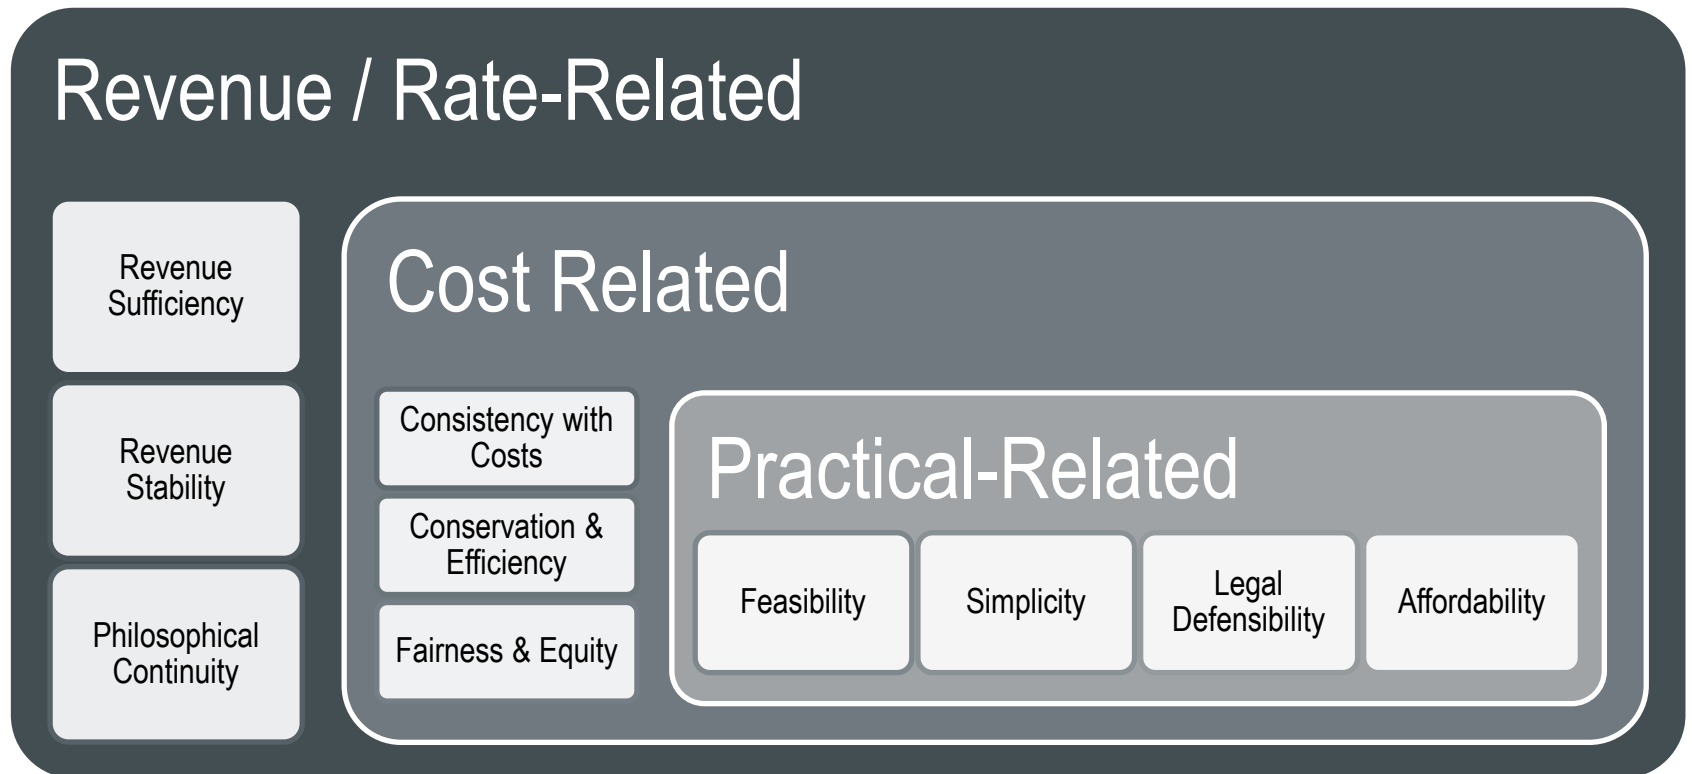 Revenue / Rate-Related
Revenue
Sufficiency
Revenue
Stability
Philosophical
Continuity
Cost Related
Consistency with
Costs
Conservation &
Efficiency
Fairness & Equity
Practical-Related
Feasibility
Simplicity
Legal
Defensibility
Affordability